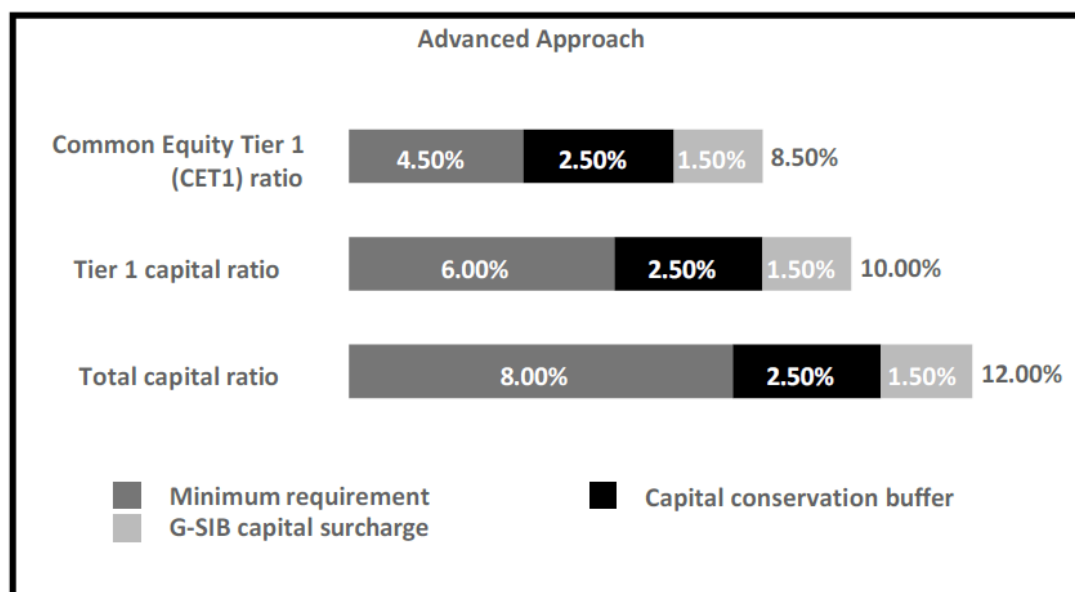 Advanced Approach
Common Equity Tier 1
(CET1) ratio
4.50%
2.50%
1.50%
8.50%
Tier 1 capital ratio
6.00%
2.50%
1.50%
10.00%
Total capital ratio
8.00%
2.50%
1.50%
12.00%
Minimum requirement
Capital conservation buffer
G-SIB capital surcharge